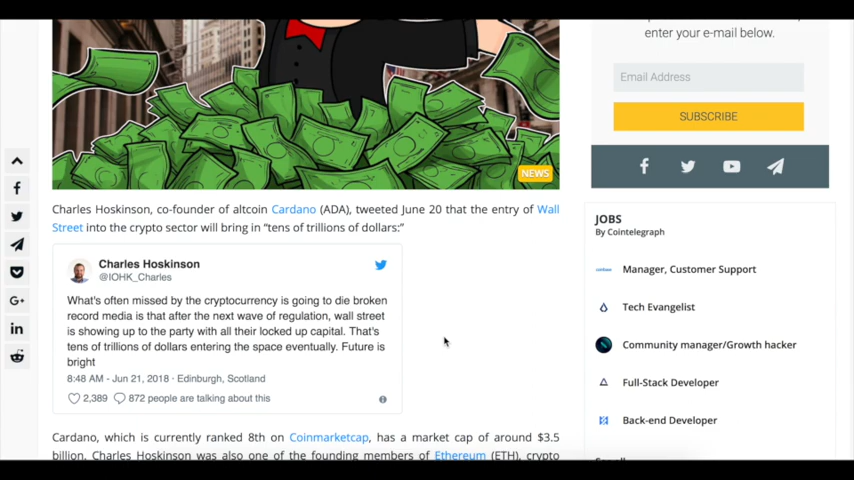 enter your e-mail below.
Email Address
SUBSCRIBE
NEWS
Charles Hoskinson, co-founder of altcoin Cardano (ADA), tweeted June 20 that the entry of Wall
Street into the crypto sector will bring in “tens of trillions of dollars:”
Charles Hoskinson
@IOHK_Charles
What's often missed by the cryptocurrency is going to die broken
record media is that after the next wave of regulation, wall street
is showing up to the party with all their locked up capital. That's
tens of trillions of dollars entering the space eventually. Future is
bright
8:48 AM - Jun 21, 2018 · Edinburgh, Scotland
2,389 872 people are talking about this
Cardano, which is currently ranked 8th on Coinmarketcap, has a market cap of around $3.5
billion. Charles Hoskinson was also one of the founding members of Ethereum (ETH), crypto
JOBS
By Cointelegraph
Manager, Customer Support
Tech Evangelist
Community manager/Growth hacker
Full-Stack Developer
Back-end Developer